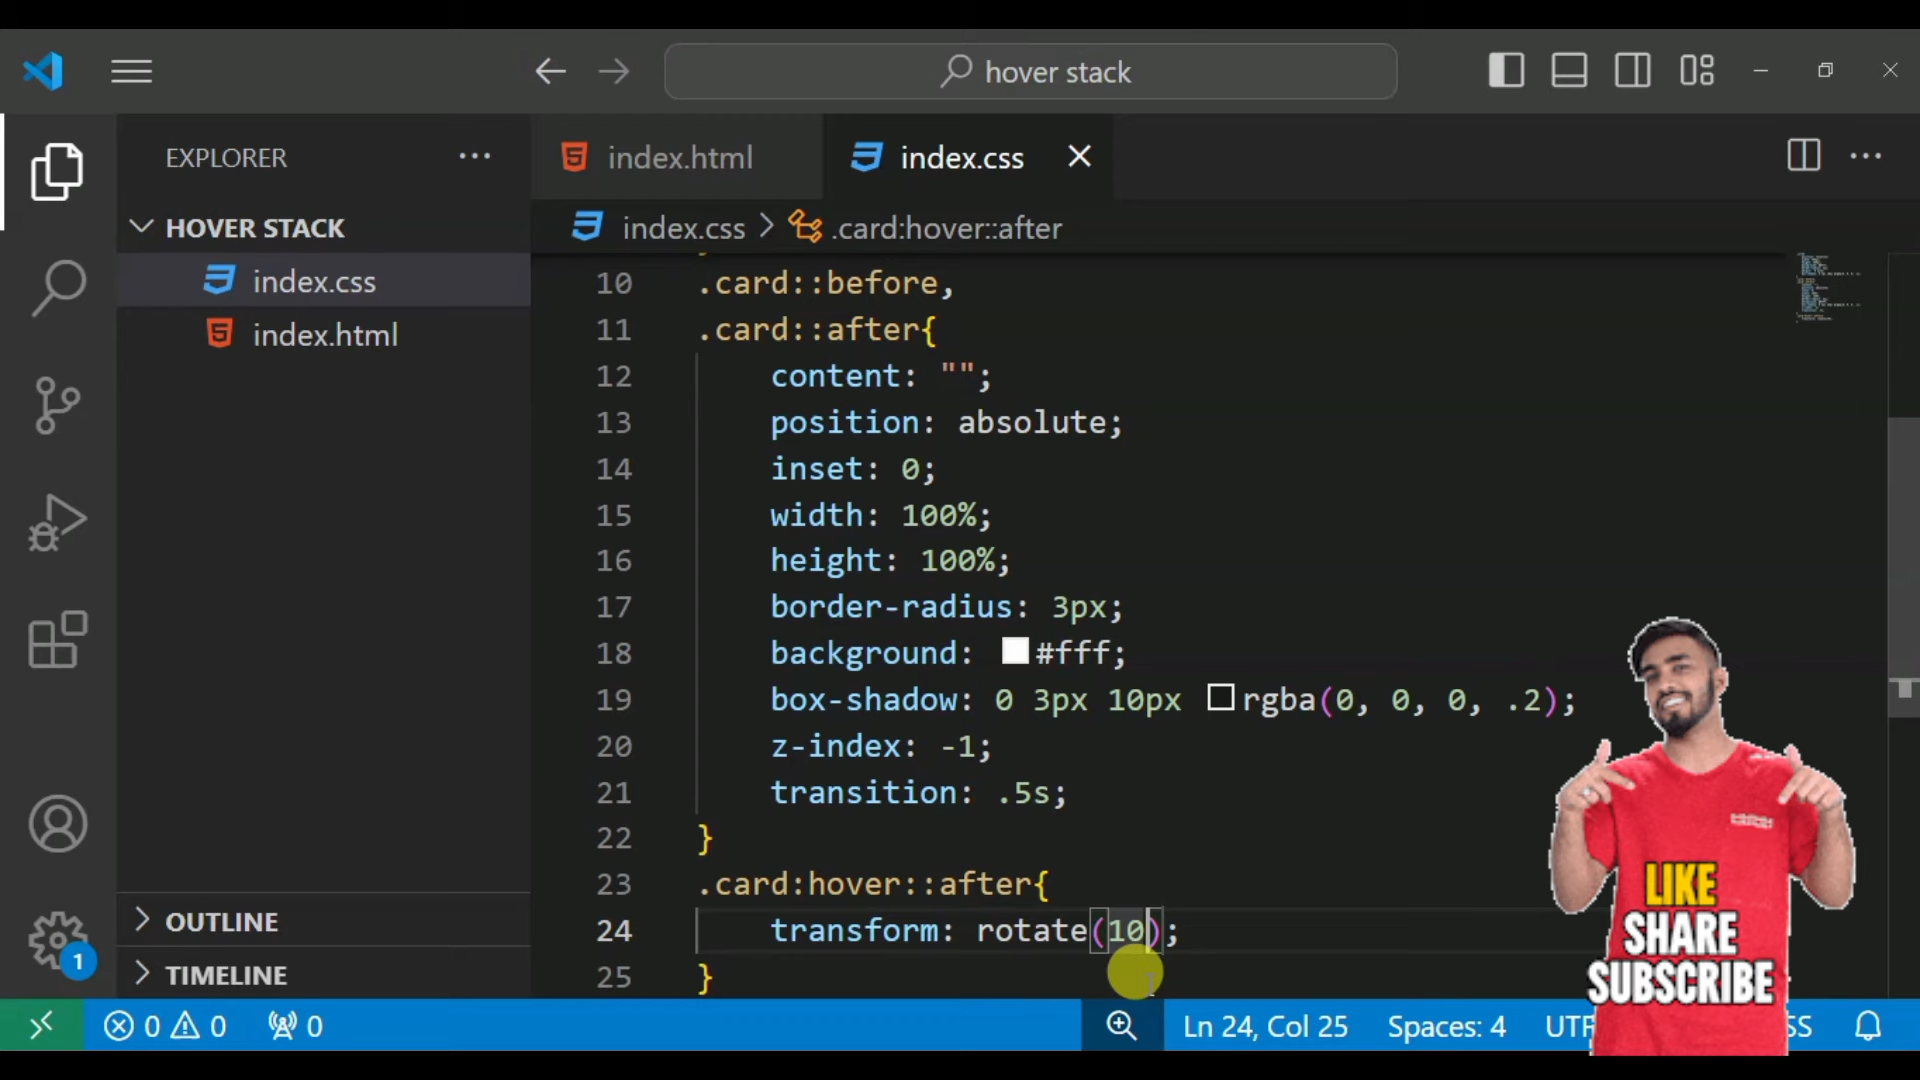 hover stack
EXPLORER
index.html
index.css
HOVER STACK
index.css > .card:hover::after
index.css
index.html
10 .card::before,
11 .card::after{
12 content: "";
13 position: absolute;
14 inset: 0;
15 width: 100%;
16 height: 100%;
17 border-radius: 3px;
18 background: #fff;
19 box-shadow: 0 3px 10px rgba(0, 0, 0, .2);
20 z-index: -1;
21 transition: .5s;
22 }
23 .card:hover::after{
24 transform: rotate(10);
25 }
OUTLINE
TIMELINE
1
LIKE
SHARE
SUBSCRIBE
0 0 0 Ln 24, Col 25 Spaces: 4 UTF SS